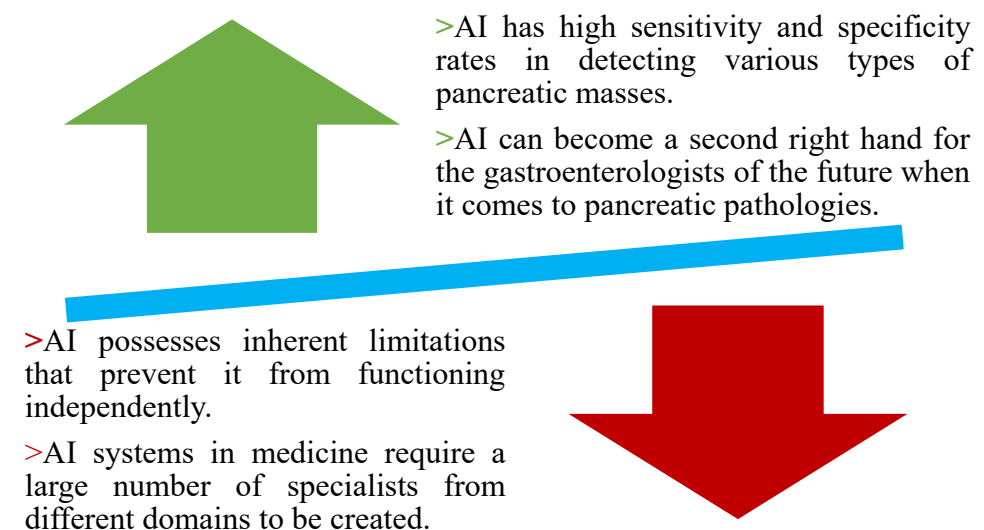 >AI has high sensitivity and specificity
rates in detecting various types of
pancreatic masses.
>AI can become a second right hand for
the gastroenterologists of the future when
it comes to pancreatic pathologies.
>AI possesses inherent limitations
that prevent it from functioning
independently.
>AI systems in medicine require a
large number of specialists from
different domains to be created.